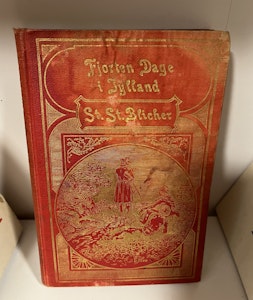 Fjorten Dage
i Jylland
St. St. Blicher